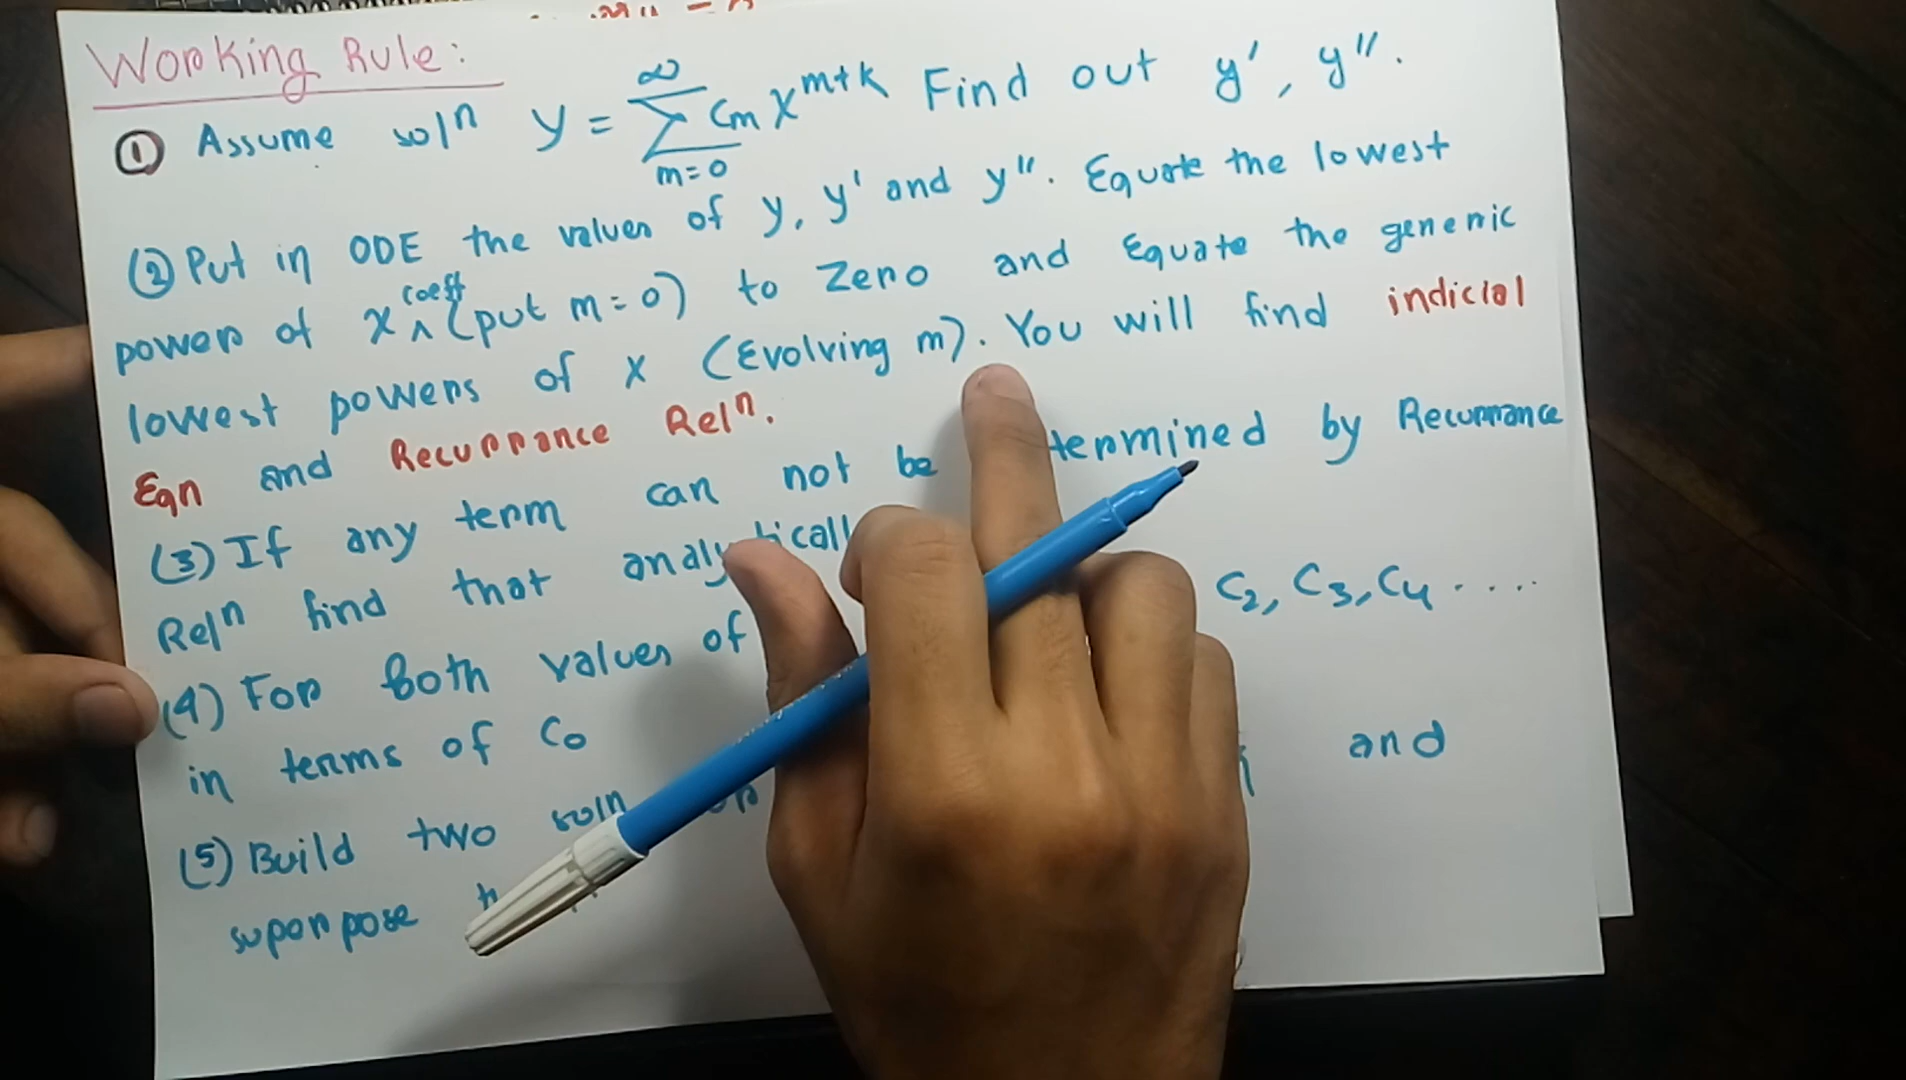 Working Rule:
① Assume solⁿ y = ∞ Σ m=0 Cm x^m+k Find out y', y''.
(2) Put in ODE the values of y, y' and y''. Equate the lowest
power of x ^ coeff (put m=0) to zero and Equate the generic
lowest powers of x (Evolving m). You will find indicial
Eqn and Recurrance Relⁿ.
(3) If any term can not be termined by Recurrance
Relⁿ find that analyticall
(4) For both values of C2, C3, C4 ....
in terms of C0
(5) Build two soln and
superpose